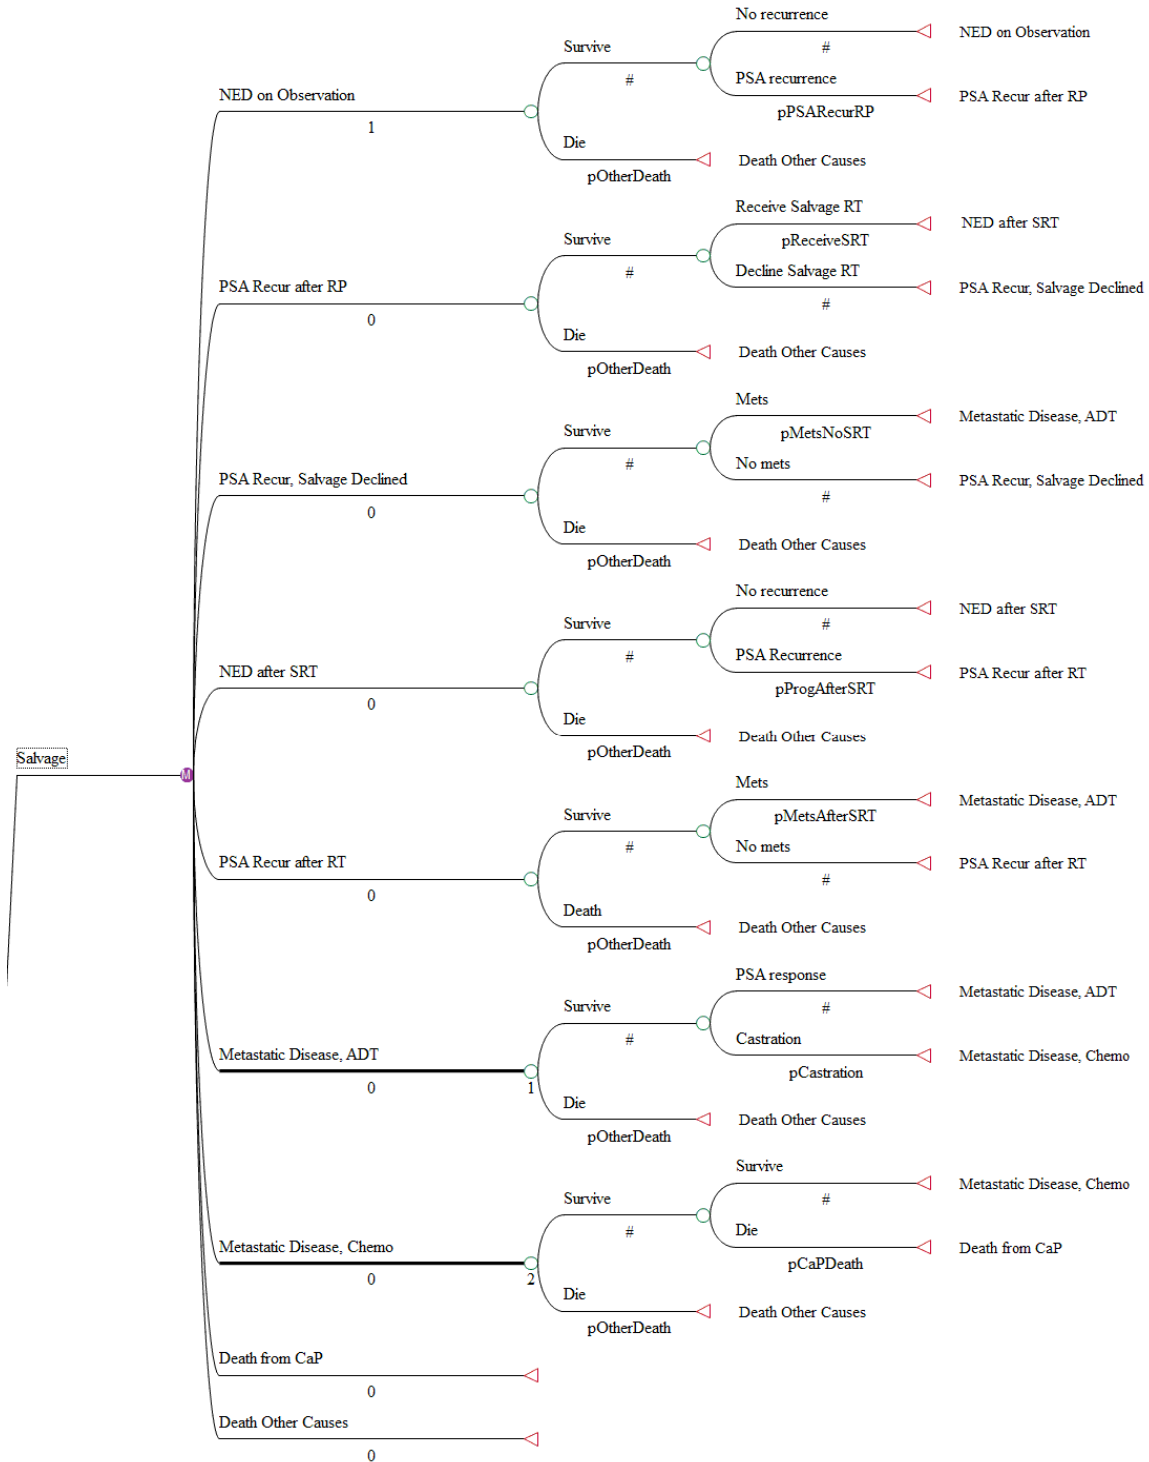 No recurrence
#
NED on Observation
Survive
#
PSA recurrence
pPSARecurRP
PSA Recur after RP
NED on Observation
1
Die
pOtherDeath
Death Other Causes
Receive Salvage RT
pReceiveSRT
NED after SRT
Survive
#
Decline Salvage RT
#
PSA Recur, Salvage Declined
PSA Recur after RP
0
Die
pOtherDeath
Death Other Causes
Mets
pMetsNoSRT
Metastatic Disease, ADT
Survive
#
No mets
#
PSA Recur, Salvage Declined
PSA Recur, Salvage Declined
0
Die
pOtherDeath
Death Other Causes
No recurrence
#
NED after SRT
Survive
#
PSA Recurrence
pProgAfterSRT
PSA Recur after RT
NED after SRT
0
Die
pOtherDeath
Death Other Causes
Salvage
M
Mets
pMetsAfterSRT
Metastatic Disease, ADT
Survive
#
No mets
#
PSA Recur after RT
PSA Recur after RT
0
Death
pOtherDeath
Death Other Causes
PSA response
#
Metastatic Disease, ADT
Survive
#
Castration
pCastration
Metastatic Disease, Chemo
Metastatic Disease, ADT
0
1
Die
pOtherDeath
Death Other Causes
Survive
#
Metastatic Disease, Chemo
Survive
#
Die
pCaPDeath
Death from CaP
Metastatic Disease, Chemo
0
2
Die
pOtherDeath
Death Other Causes
Death from CaP
0
Death Other Causes
0